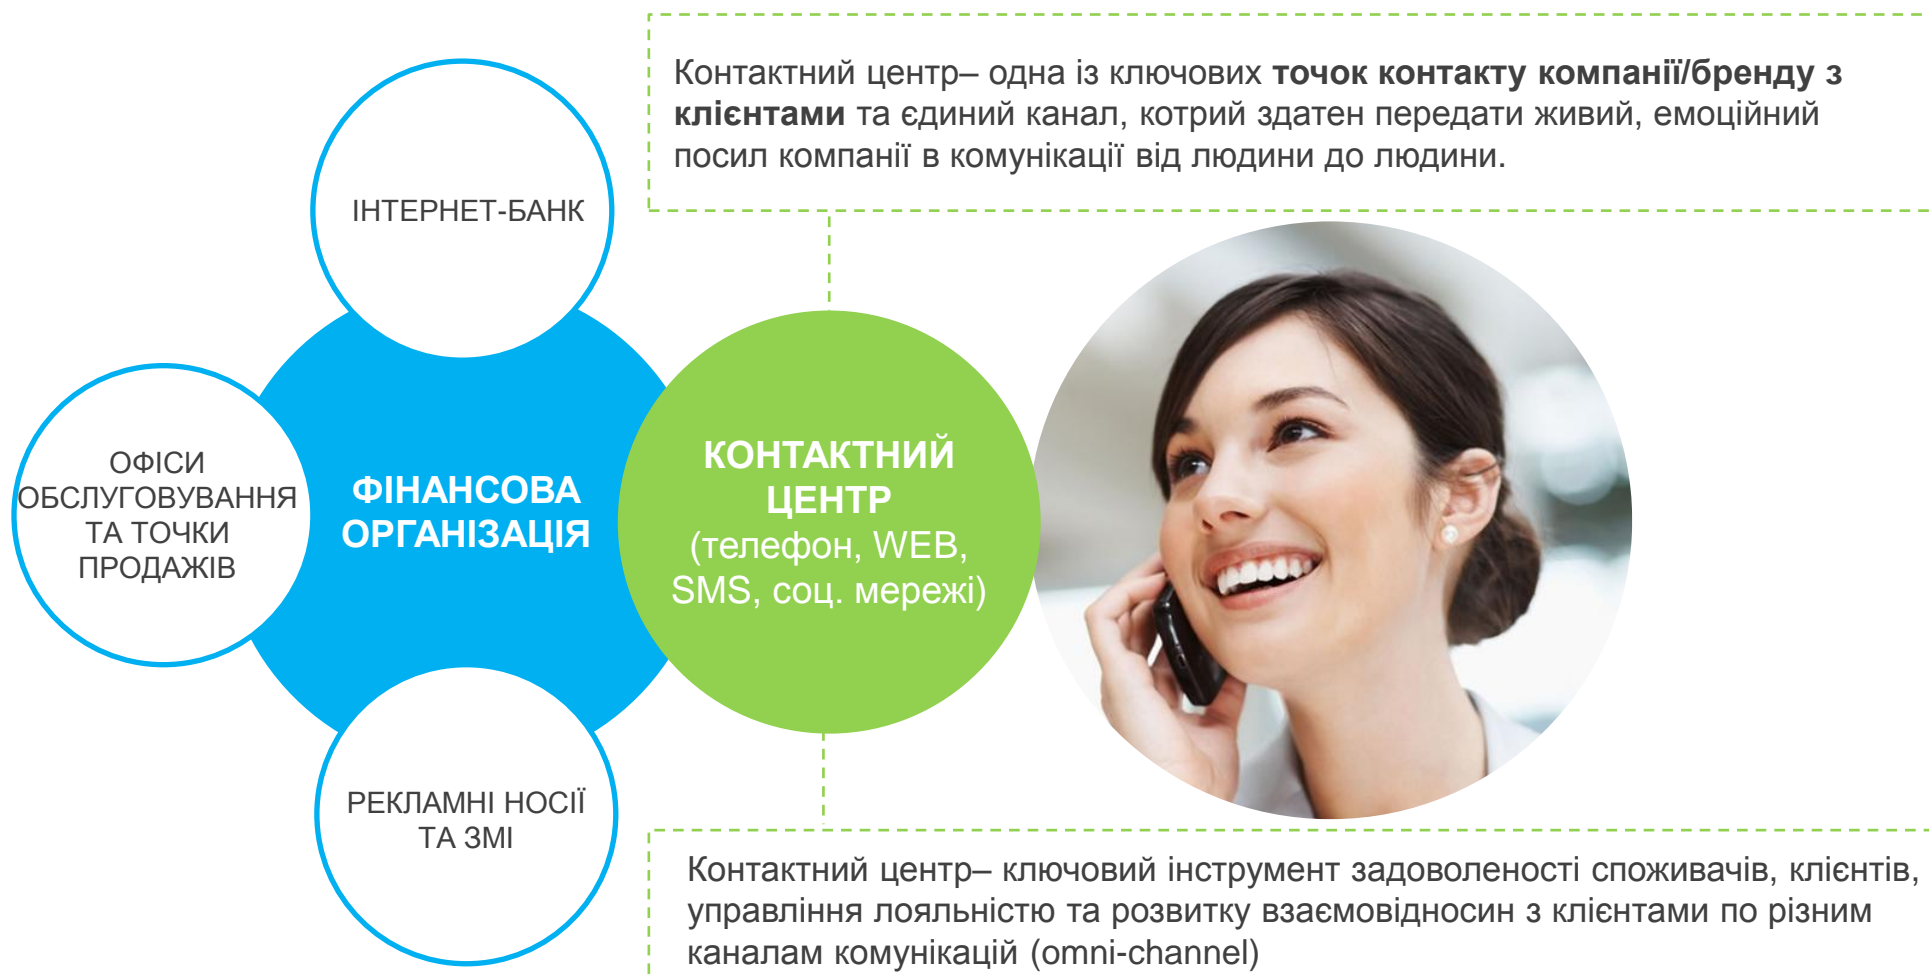 Контактний центр– одна із ключових точок контакту компанії/бренду з
клієнтами та єдиний канал, котрий здатен передати живий, емоційний
посил компанії в комунікації від людини до людини.
ІНТЕРНЕТ-БАНК
ОФІСИ
ОБСЛУГОВУВАННЯ
ТА ТОЧКИ
ПРОДАЖІВ
ФІНАНСОВА
ОРГАНІЗАЦІЯ
КОНТАКТНИЙ
ЦЕНТР
(телефон, WEB,
SMS, соц. мережі)
РЕКЛАМНІ НОСІЇ
ТА ЗМІ
Контактний центр– ключовий інструмент задоволеності споживачів, клієнтів,
управління лояльністю та розвитку взаємовідносин з клієнтами по різним
каналам комунікацій (omni-channel)